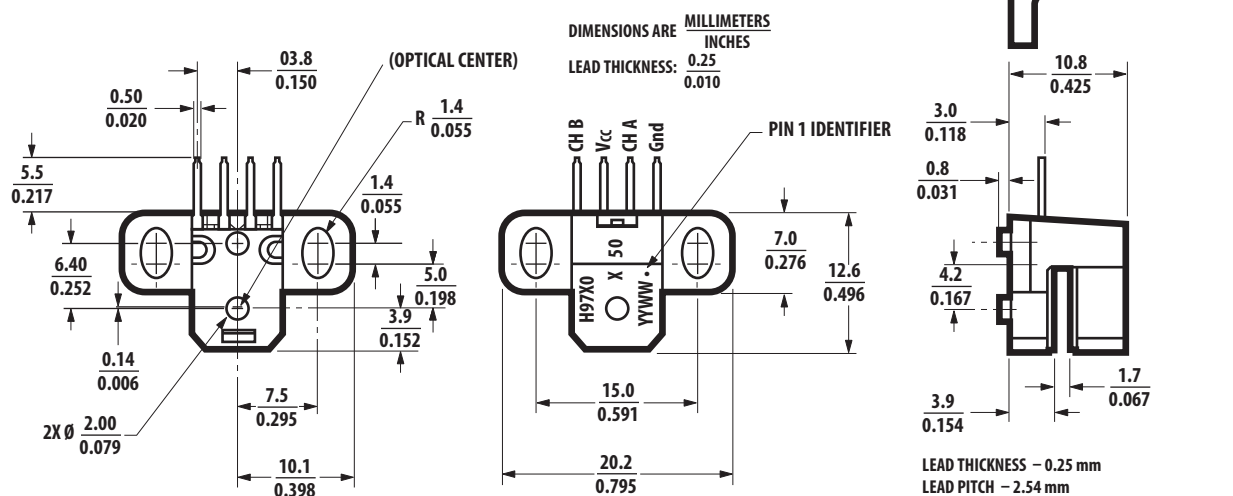 DIMENSIONS ARE MILLIMETERS
INCHES
LEAD THICKNESS: 0.25
0.010
03.8
0.150
(OPTICAL CENTER)
0.50
0.020
R 1.4
0.055
5.5
0.217
1.4
0.055
6.40
0.252
5.0
0.198
3.9
0.152
0.14
0.006
7.5
0.295
2X Ø 2.00
0.079
10.1
0.398
CH B
Vcc
CH A
Gnd
PIN 1 IDENTIFIER
50
X
H97X0
YYWW •
7.0
0.276
12.6
0.496
15.0
0.591
20.2
0.795
10.8
0.425
3.0
0.118
0.8
0.031
4.2
0.167
1.7
0.067
3.9
0.154
LEAD THICKNESS – 0.25 mm
LEAD PITCH – 2.54 mm